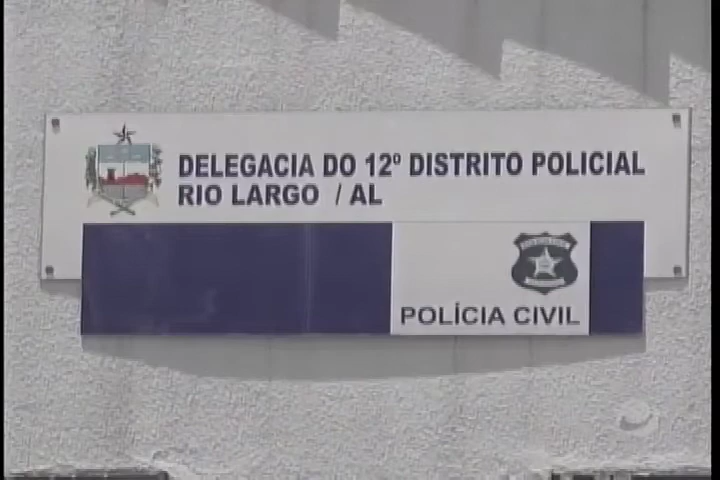 DELEGACIA DO 12º DISTRITO POLICIAL
RIO LARGO / AL
POLÍCIA CIVIL